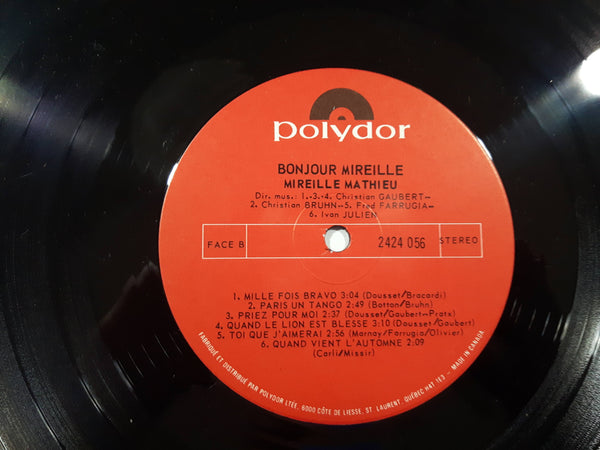 polydor
BONJOUR MIREILLE
MIREILLE MATHIEU
Dir. mus.: 1.-3.-4. Christian GAUBERT-
2. Christian BRUHN-5. Fred FARRUGIA-
6. Ivan JULIEN
FACE B
2424 056
STEREO
1. MILLE FOIS BRAVO 3:04 (Dousset/Bracardi)
2. PARIS UN TANGO 2:49 (Botton/Bruhn)
3. PRIEZ POUR MOI 2:37 (Dousset/Gaubert-Pratx)
4. QUAND LE LION EST BLESSE 3:10 (Dousset/Gaubert)
5. TOI QUE J'AIMERAI 2:56 (Marnay/Farrugio/Olivier)
6. QUAND VIENT L'AUTOMNE 2:09
(Carli/Missir)
FABRIQUÉ ET DISTRIBUÉ PAR POLYDOR LTÉE, 6000 CÔTE DE LIESSE, ST LAURENT, QUÉBEC H4T 1E3 - MADE IN CANADA